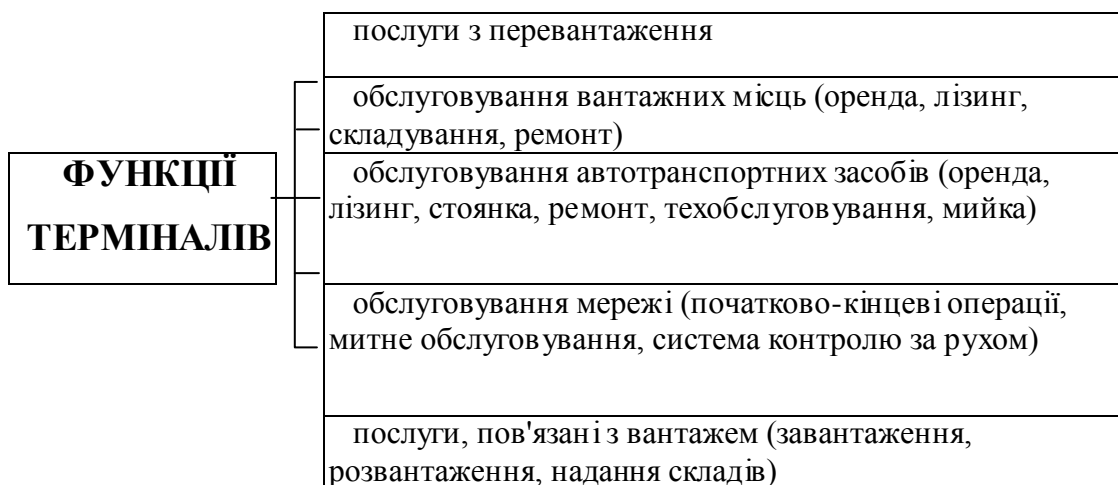 ФУНКЦІЇ
ТЕРМІНАЛІВ
послуги з перевантаження
обслуговування вантажних місць (оренда, лізинг,
складування, ремонт)
обслуговування автотранспортних засобів (оренда,
лізинг, стоянка, ремонт, техобслуговування, мийка)
обслуговування мережі (початково-кінцеві операції,
митне обслуговування, система контролю за рухом)
послуги, пов'язані з вантажем (завантаження,
розвантаження, надання складів)